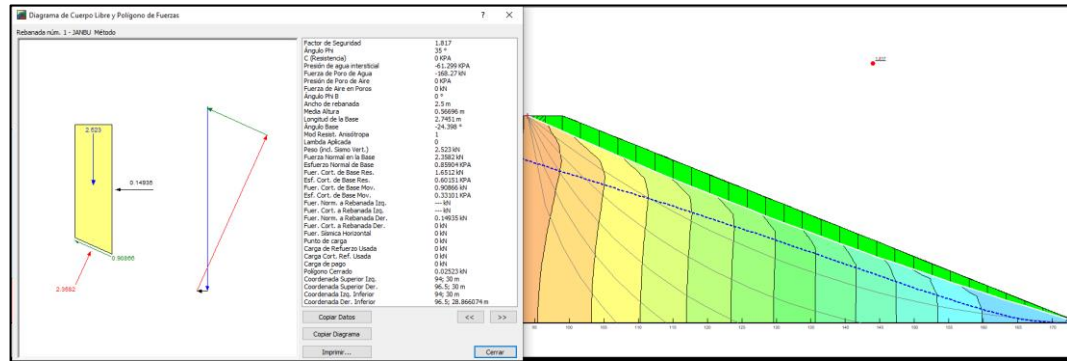 Diagrama de Cuerpo Libre y Polígono de Fuerzas
? ×
Rebanada núm. 1 - JANBU Método
Factor de Seguridad 1.817
Ángulo Phi 35 °
C (Resistencia) 0 KPA
Presión de agua intersticial -61.299 KPA
Fuerza de Poro de Agua -168.27 kN
Presión de Poro de Aire 0 KPA
Fuerza de Aire en Poros 0 kN
Ángulo Phi B 0 °
Ancho de rebanada 2.5 m
Media Altura 0.56696 m
Longitud de la Base 2.7451 m
Ángulo Base -24.398 °
Mod Resist. Anisótropa 1
Lambda Aplicada 0
Peso (incl. Sismo Vert.) 2.523 kN
Fuerza Normal en la Base 2.3582 kN
Esfuerzo Normal de Base 0.85904 KPA
Fuer. Cort. de Base Res. 1.6512 kN
Esf. Cort. de Base Res. 0.60151 KPA
Fuer. Cort. de Base Mov. 0.90866 kN
Esf. Cort. de Base Mov. 0.33101 KPA
Fuer. Norm. a Rebanada Izq. --- kN
Fuer. Cort. a Rebanada Izq. --- kN
Fuer. Norm. a Rebanada Der. 0.14935 kN
Fuer. Cort. a Rebanada Der. 0 kN
Fuer. Sísmica Horizontal 0 kN
Punto de carga 0 kN
Carga de Refuerzo Usada 0 kN
Carga Cort. Ref. Usada 0 kN
Carga de pago 0 kN
Polígono Cerrado 0.02523 kN
Coordenada Superior Izq. 94; 30 m
Coordenada Superior Der. 96.5; 30 m
Coordenada Izq. Inferior 94; 30 m
Coordenada Der. Inferior 96.5; 28.866074 m
2.523
0.14935
0.90866
2.3582
Copiar Datos
<< >>
Copiar Diagrama
Imprimir...
Cerrar
90 100 110 120 130 140 150 160 170